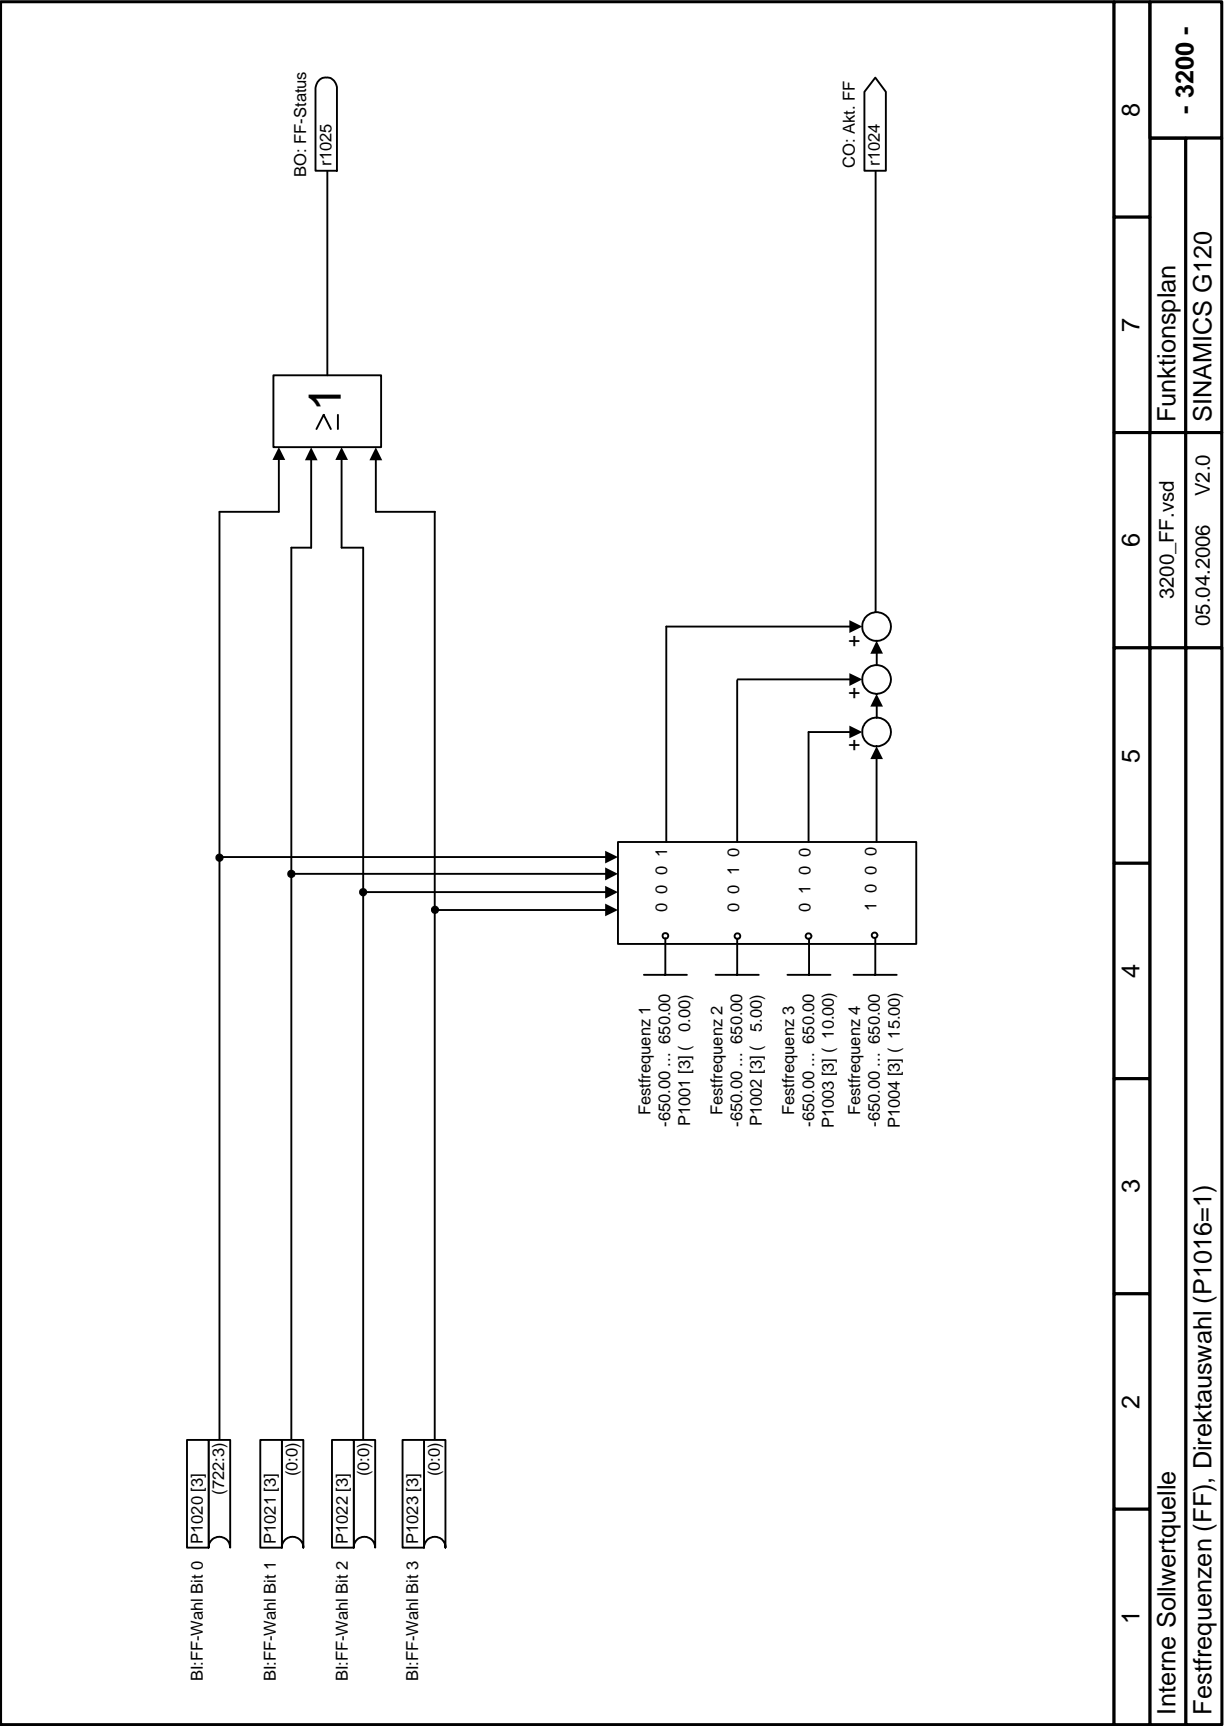 BI:FF-Wahl Bit 0
P1020 [3]
(722:3)
BI:FF-Wahl Bit 1
P1021 [3]
(0:0)
BI:FF-Wahl Bit 2
P1022 [3]
(0:0)
BI:FF-Wahl Bit 3
P1023 [3]
(0:0)
≥1
BO: FF-Status
r1025
Festfrequenz 1
-650.00 ... 650.00
P1001 [3] ( 0.00)
0 0 0 1
Festfrequenz 2
-650.00 ... 650.00
P1002 [3] ( 5.00)
0 0 1 0
Festfrequenz 3
-650.00 ... 650.00
P1003 [3] ( 10.00)
0 1 0 0
Festfrequenz 4
-650.00 ... 650.00
P1004 [3] ( 15.00)
1 0 0 0
+
+
+
CO: Akt. FF
r1024
1 2 3 4 5 6 7 8
Interne Sollwertquelle
3200_FF.vsd
Funktionsplan
- 3200 -
Festfrequenzen (FF), Direktauswahl (P1016=1)
05.04.2006 V2.0
SINAMICS G120